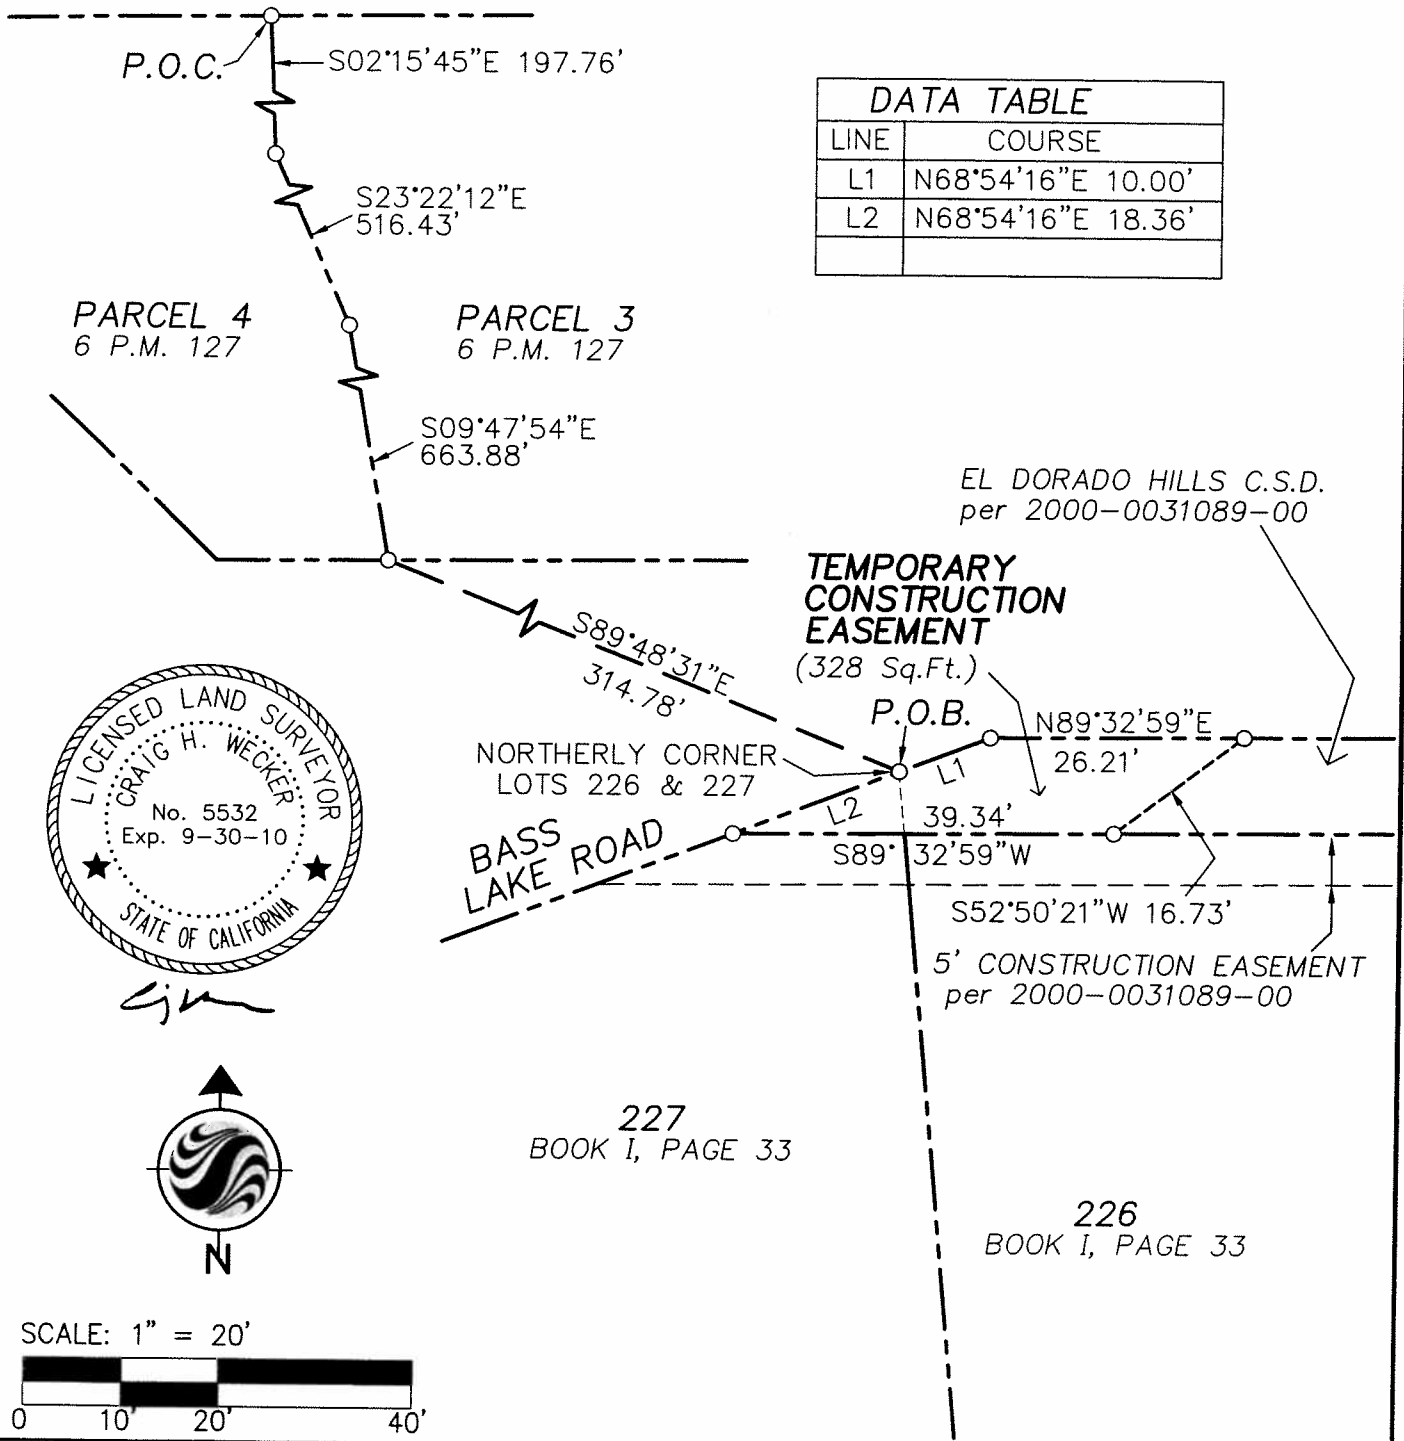 P.O.C.
S02°15'45"E 197.76'
DATA TABLE
LINE COURSE
L1 N68°54'16"E 10.00'
L2 N68°54'16"E 18.36'
S23°22'12"E
516.43'
PARCEL 4
6 P.M. 127
PARCEL 3
6 P.M. 127
S09°47'54"E
663.88'
EL DORADO HILLS C.S.D.
per 2000-0031089-00
TEMPORARY
CONSTRUCTION
EASEMENT
(328 Sq.Ft.)
S89°48'31"E
314.78'
P.O.B.
N89°32'59"E
26.21'
NORTHERLY CORNER
LOTS 226 & 227
L1
L2
39.34'
S89°32'59"W
BASS
LAKE ROAD
S52°50'21"W 16.73'
5' CONSTRUCTION EASEMENT
per 2000-0031089-00
LICENSED LAND SURVEYOR
CRAIG H. WECKER
No. 5532
Exp. 9-30-10
STATE OF CALIFORNIA
N
227
BOOK I, PAGE 33
226
BOOK I, PAGE 33
SCALE: 1" = 20'
0 10' 20' 40'